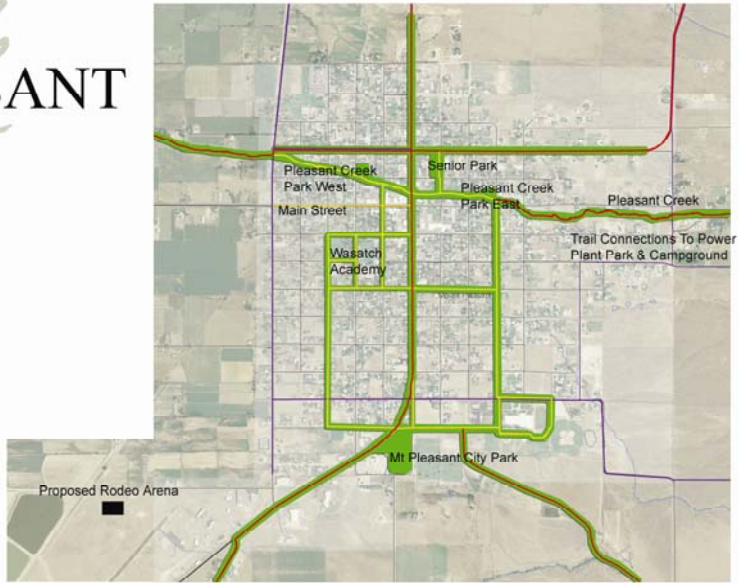 ANT
Pleasant Creek
Park West
Senior Park
Pleasant Creek
Park East
Pleasant Creek
Main Street
Trail Connections To Power
Plant Park & Campground
Wasatch
Academy
Mt Pleasant City Park
Proposed Rodeo Arena